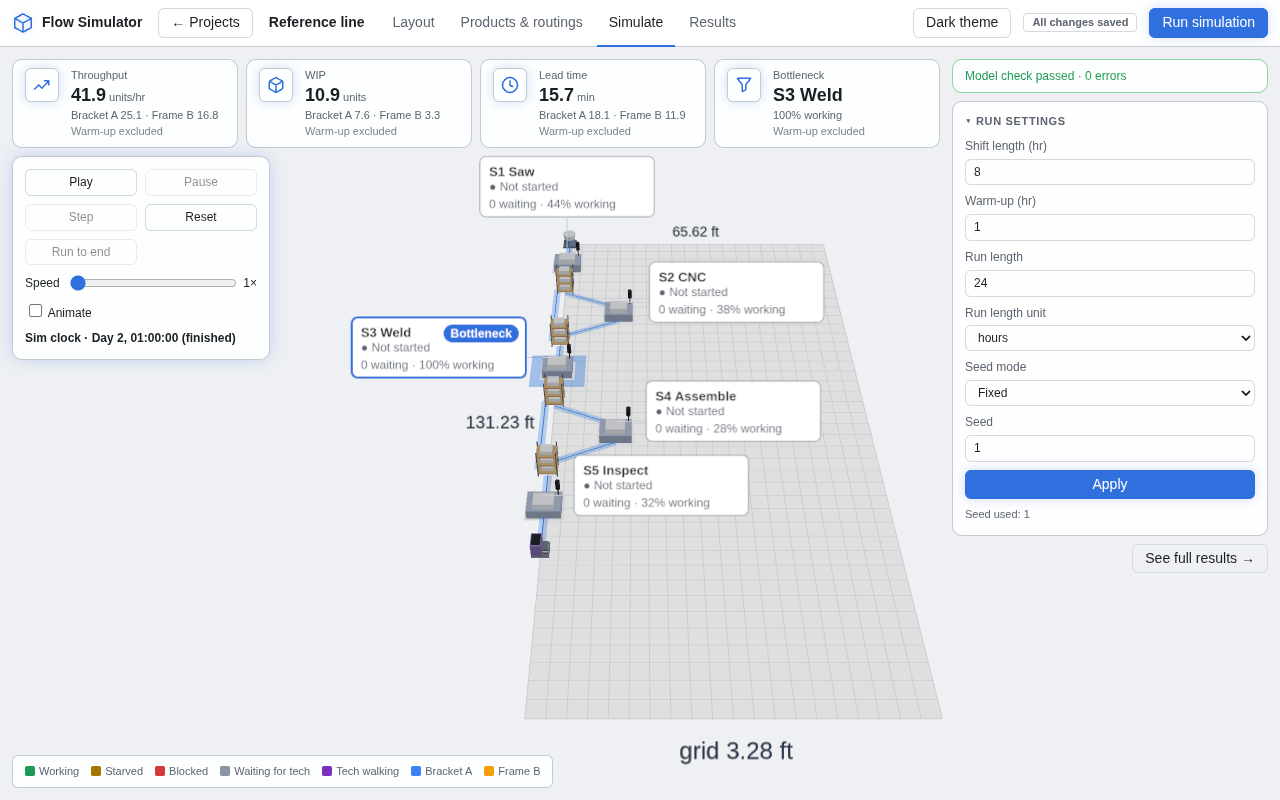 Flow Simulator
← Projects
Reference line
Layout
Products & routings
Simulate
Results
Dark theme
All changes saved
Run simulation
Throughput
41.9 units/hr
Bracket A 25.1 · Frame B 16.8
Warm-up excluded
WIP
10.9 units
Bracket A 7.6 · Frame B 3.3
Warm-up excluded
Lead time
15.7 min
Bracket A 18.1 · Frame B 11.9
Warm-up excluded
Bottleneck
S3 Weld
100% working
Warm-up excluded
Model check passed · 0 errors
▾ RUN SETTINGS
Shift length (hr)
8
Warm-up (hr)
1
Run length
24
Run length unit
hours
Seed mode
Fixed
Seed
1
Apply
Seed used: 1
See full results →
Play
Pause
Step
Reset
Run to end
Speed
1×
Animate
Sim clock · Day 2, 01:00:00 (finished)
S1 Saw
● Not started
0 waiting · 44% working
65.62 ft
S2 CNC
● Not started
0 waiting · 38% working
S3 Weld
Bottleneck
● Not started
0 waiting · 100% working
S4 Assemble
● Not started
0 waiting · 28% working
131.23 ft
S5 Inspect
● Not started
0 waiting · 32% working
grid 3.28 ft
Working
Starved
Blocked
Waiting for tech
Tech walking
Bracket A
Frame B